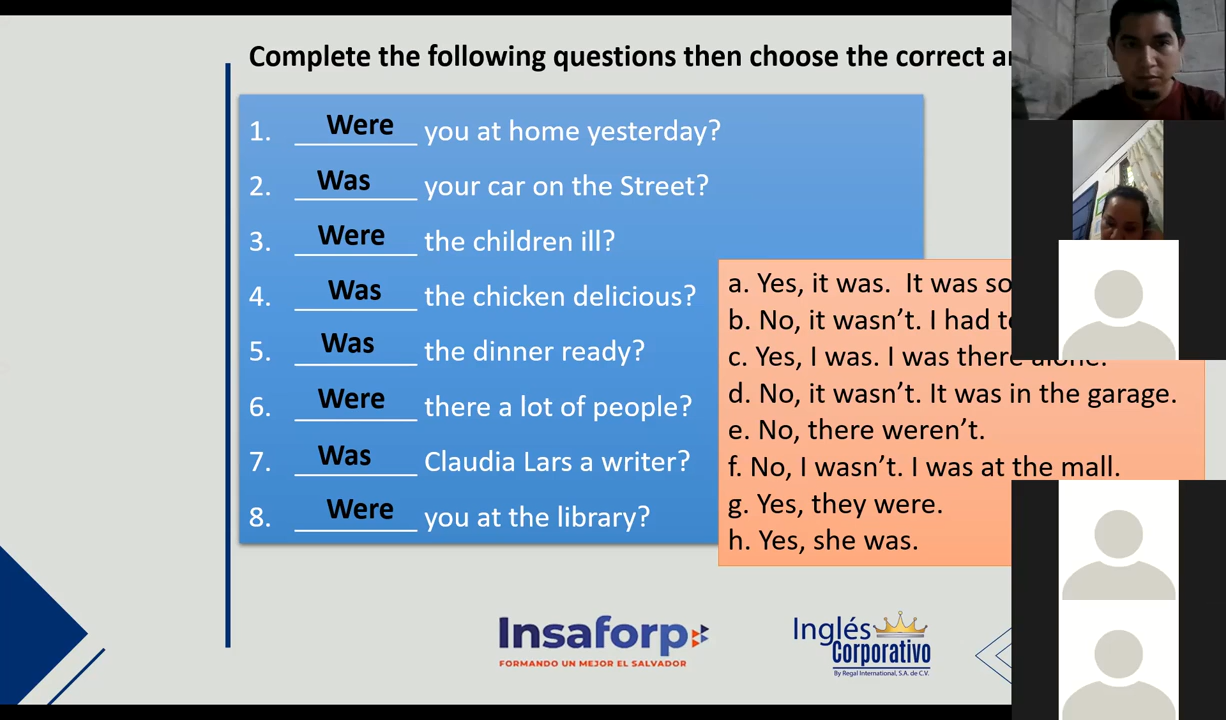 Complete the following questions then choose the correct
1. Were you at home yesterday?
2. Was your car on the Street?
3. Were the children ill?
4. Was the chicken delicious?
5. Was the dinner ready?
6. Were there a lot of people?
7. Was Claudia Lars a writer?
8. Were you at the library?
a. Yes, it was. It was
b. No, it wasn't. I had
c. Yes, I was. I was there alone.
d. No, it wasn't. It was in the garage.
e. No, there weren't.
f. No, I wasn't. I was at the mall.
g. Yes, they were.
h. Yes, she was.
Insaforp
FORMANDO UN MEJOR EL SALVADOR
Inglés
Corporativo
By Regal International, S.A. de C.V.